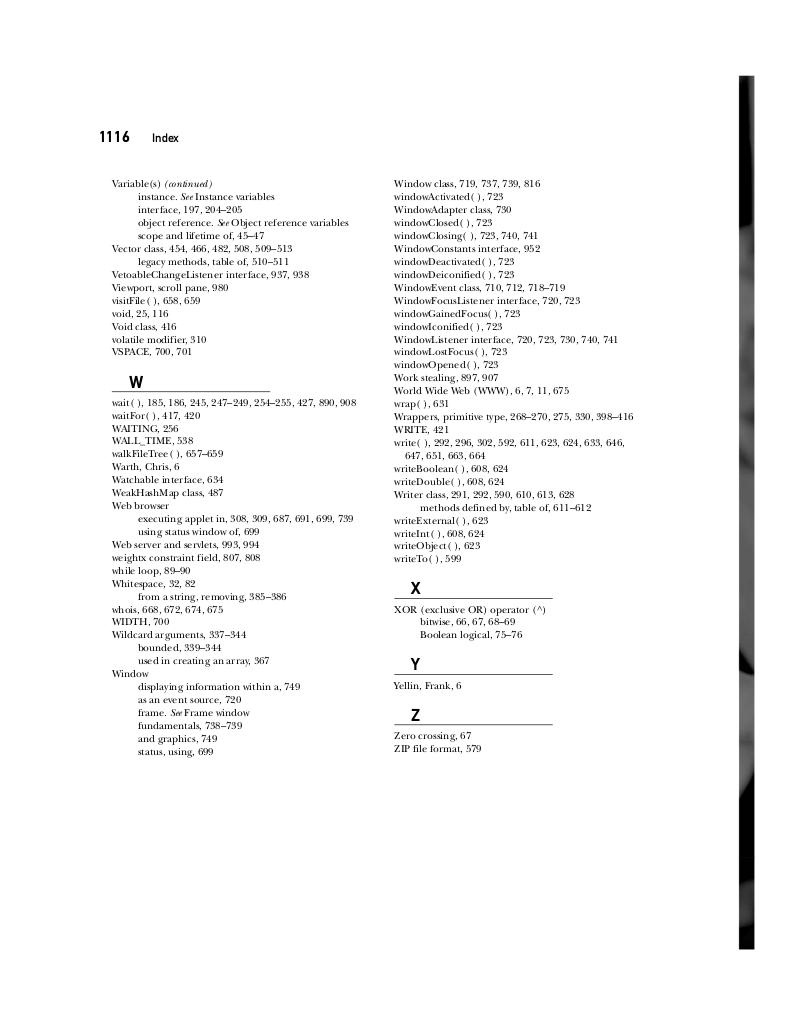 1116 Index
Variable(s) (continued)
instance. See Instance variables
interface, 197, 204–205
object reference. See Object reference variables
scope and lifetime of, 45–47
Vector class, 454, 466, 482, 508, 509–513
legacy methods, table of, 510–511
VetoableChangeListener interface, 937, 938
Viewport, scroll pane, 980
visitFile( ), 658, 659
void, 25, 116
Void class, 416
volatile modifier, 310
VSPACE, 700, 701
W
wait( ), 185, 186, 245, 247–249, 254–255, 427, 890, 908
waitFor( ), 417, 420
WAITING, 256
WALL_TIME, 538
walkFileTree( ), 657–659
Warth, Chris, 6
Watchable interface, 634
WeakHashMap class, 487
Web browser
executing applet in, 308, 309, 687, 691, 699, 739
using status window of, 699
Web server and servlets, 993, 994
weightx constraint field, 807, 808
while loop, 89–90
Whitespace, 32, 82
from a string, removing, 385–386
whois, 668, 672, 674, 675
WIDTH, 700
Wildcard arguments, 337–344
bounded, 339–344
used in creating an array, 367
Window
displaying information within a, 749
as an event source, 720
frame. See Frame window
fundamentals, 738–739
and graphics, 749
status, using, 699
Window class, 719, 737, 739, 816
windowActivated( ), 723
WindowAdapter class, 730
windowClosed( ), 723
windowClosing( ), 723, 740, 741
WindowConstants interface, 952
windowDeactivated( ), 723
windowDeiconified( ), 723
WindowEvent class, 710, 712, 718–719
WindowFocusListener interface, 720, 723
windowGainedFocus( ), 723
windowIconified( ), 723
WindowListener interface, 720, 723, 730, 740, 741
windowLostFocus( ), 723
windowOpened( ), 723
Work stealing, 897, 907
World Wide Web (WWW), 6, 7, 11, 675
wrap( ), 631
Wrappers, primitive type, 268–270, 275, 330, 398–416
WRITE, 421
write( ), 292, 296, 302, 592, 611, 623, 624, 633, 646,
647, 651, 663, 664
writeBoolean( ), 608, 624
writeDouble( ), 608, 624
Writer class, 291, 292, 590, 610, 613, 628
methods defined by, table of, 611–612
writeExternal( ), 623
writeInt( ), 608, 624
writeObject( ), 623
writeTo( ), 599
X
XOR (exclusive OR) operator (^)
bitwise, 66, 67, 68–69
Boolean logical, 75–76
Y
Yellin, Frank, 6
Z
Zero crossing, 67
ZIP file format, 579